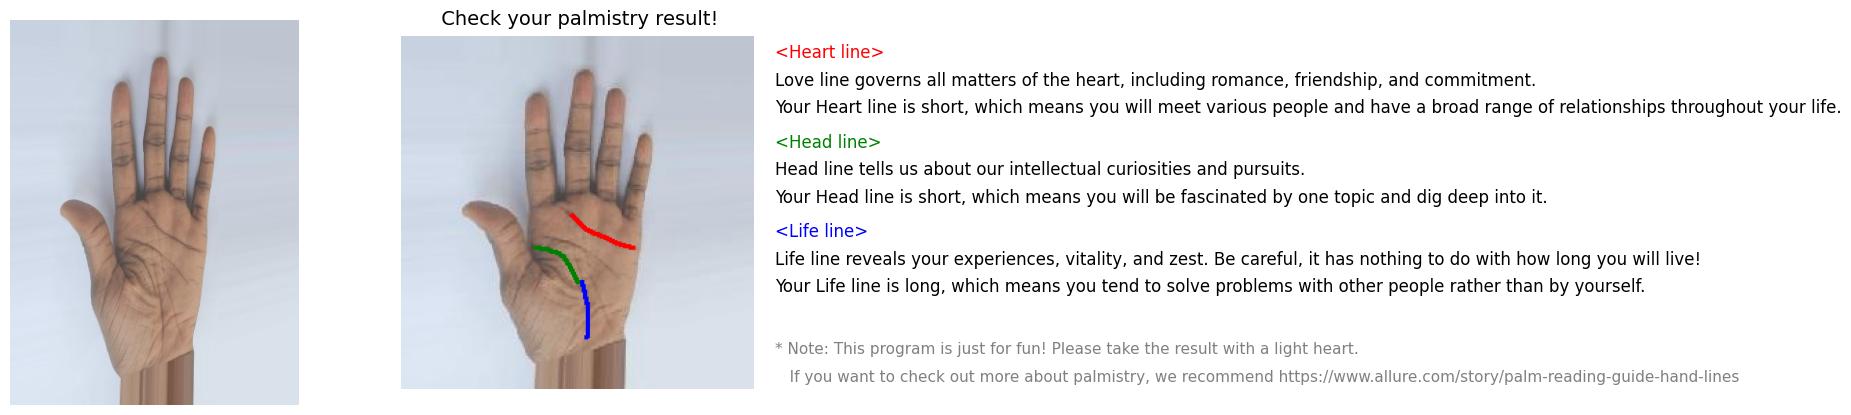 Check your palmistry result!
<Heart line>
Love line governs all matters of the heart, including romance, friendship, and commitment.
Your Heart line is short, which means you will meet various people and have a broad range of relationships throughout your life.
<Head line>
Head line tells us about our intellectual curiosities and pursuits.
Your Head line is short, which means you will be fascinated by one topic and dig deep into it.
<Life line>
Life line reveals your experiences, vitality, and zest. Be careful, it has nothing to do with how long you will live!
Your Life line is long, which means you tend to solve problems with other people rather than by yourself.
* Note: This program is just for fun! Please take the result with a light heart.
If you want to check out more about palmistry, we recommend https://www.allure.com/story/palm-reading-guide-hand-lines